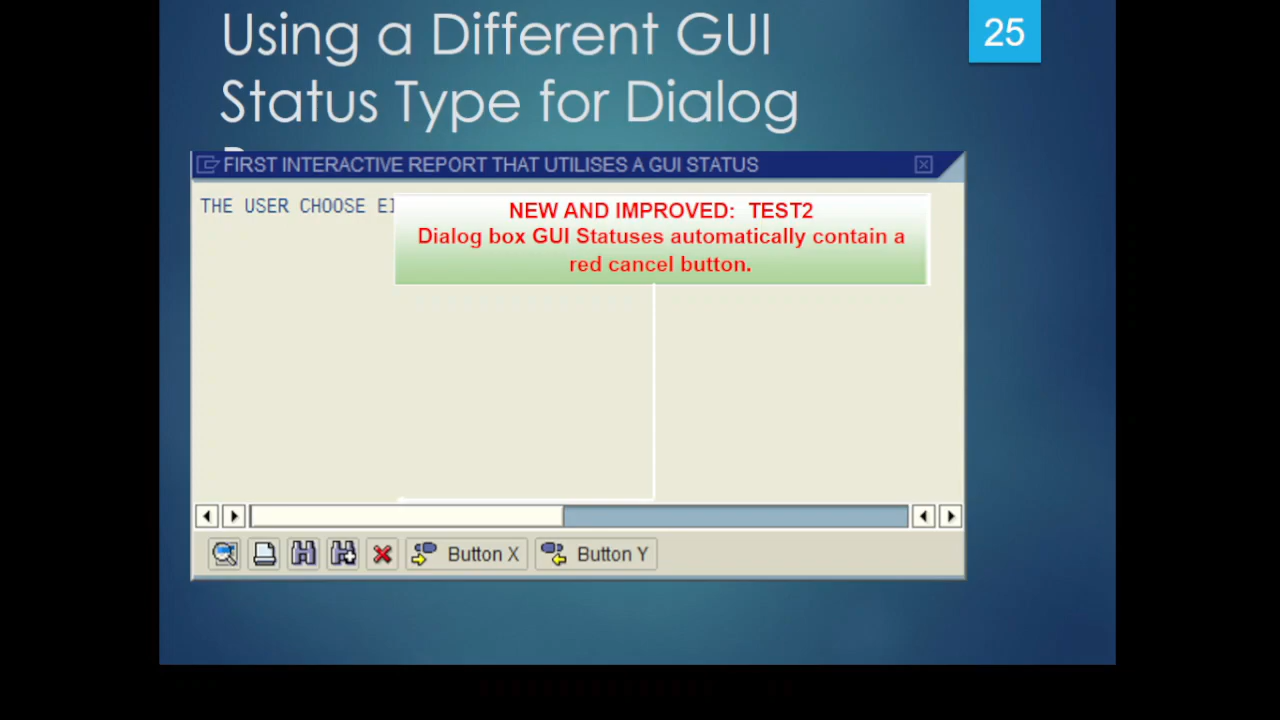 Using a Different GUI
25
Status Type for Dialog
FIRST INTERACTIVE REPORT THAT UTILISES A GUI STATUS
THE USER CHOOSE EI
NEW AND IMPROVED: TEST2
Dialog box GUI Statuses automatically contain a
red cancel button.
Button X
Button Y